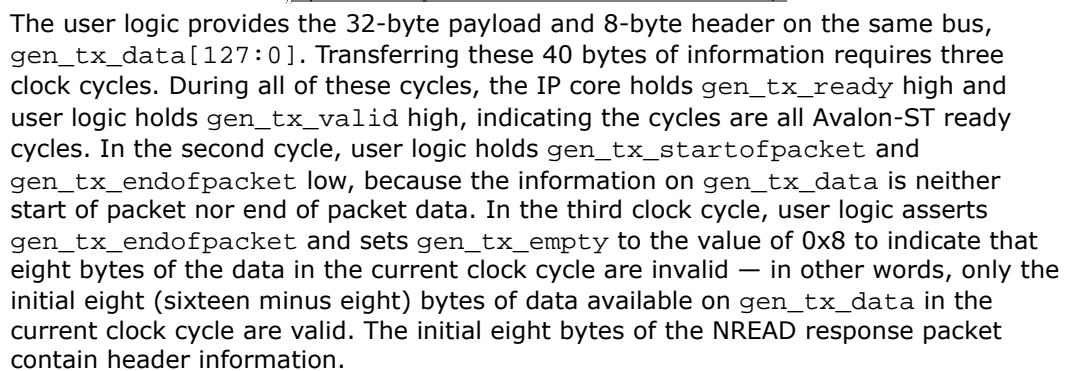 The user logic provides the 32-byte payload and 8-byte header on the same bus,
gen_tx_data[127:0]. Transferring these 40 bytes of information requires three
clock cycles. During all of these cycles, the IP core holds gen_tx_ready high and
user logic holds gen_tx_valid high, indicating the cycles are all Avalon-ST ready
cycles. In the second cycle, user logic holds gen_tx_startofpacket and
gen_tx_endofpacket low, because the information on gen_tx_data is neither
start of packet nor end of packet data. In the third clock cycle, user logic asserts
gen_tx_endofpacket and sets gen_tx_empty to the value of 0x8 to indicate that
eight bytes of the data in the current clock cycle are invalid — in other words, only the
initial eight (sixteen minus eight) bytes of data available on gen_tx_data in the
current clock cycle are valid. The initial eight bytes of the NREAD response packet
contain header information.